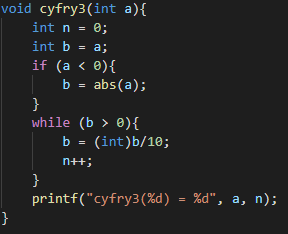 void cyfry3(int a){
    int n = 0;
    int b = a;
    if (a < 0){
        b = abs(a);
    }
    while (b > 0){
        b = (int)b/10;
        n++;
    }
    printf("cyfry3(%d) = %d", a, n);
}